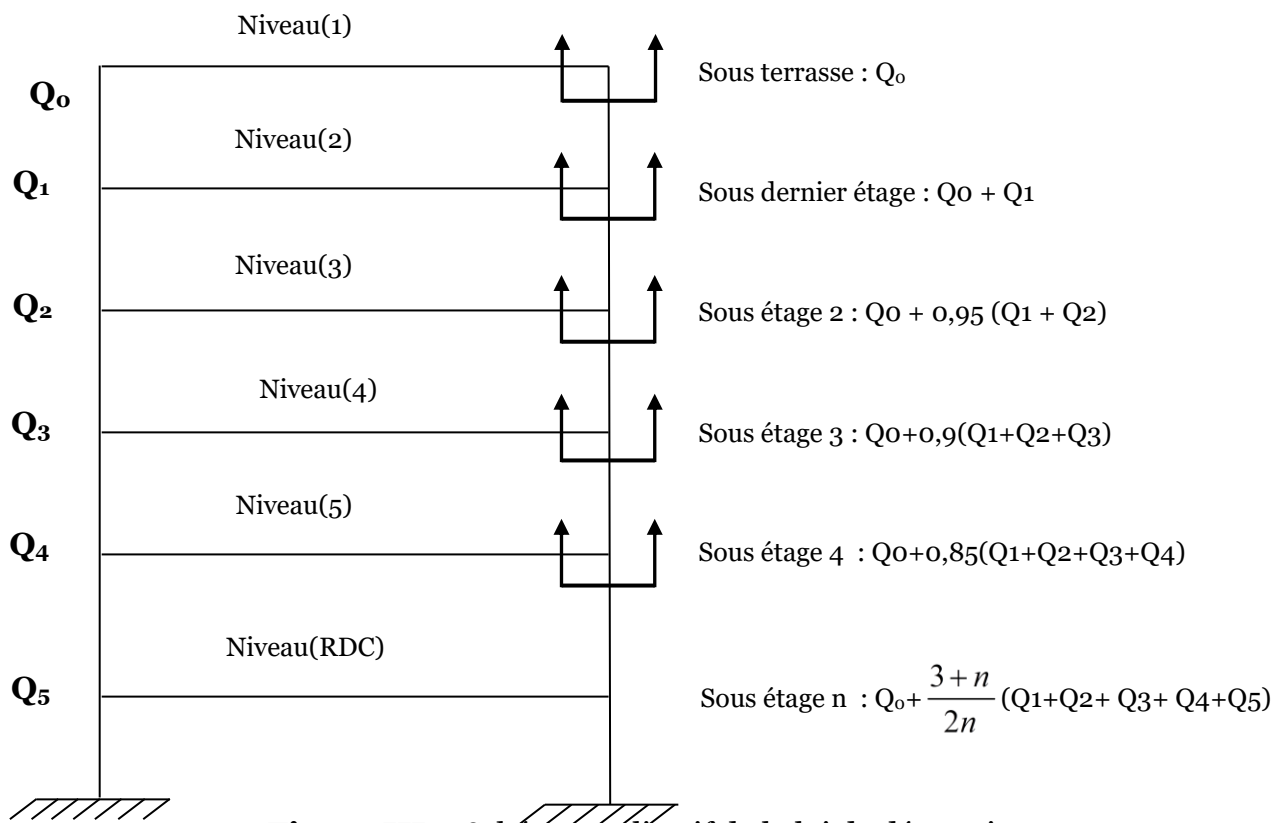 Niveau(1)
Q₀
Sous terrasse : Q₀
Niveau(2)
Q₁
Sous dernier étage : Q0 + Q1
Niveau(3)
Q₂
Sous étage 2 : Q0 + 0,95 (Q1 + Q2)
Niveau(4)
Q₃
Sous étage 3 : Q0+0,9(Q1+Q2+Q3)
Niveau(5)
Q₄
Sous étage 4 : Q0+0,85(Q1+Q2+Q3+Q4)
Niveau(RDC)
Q₅
Sous étage n : Q₀+ (3 + n)/(2n) (Q1+Q2+ Q3+ Q4+Q5)